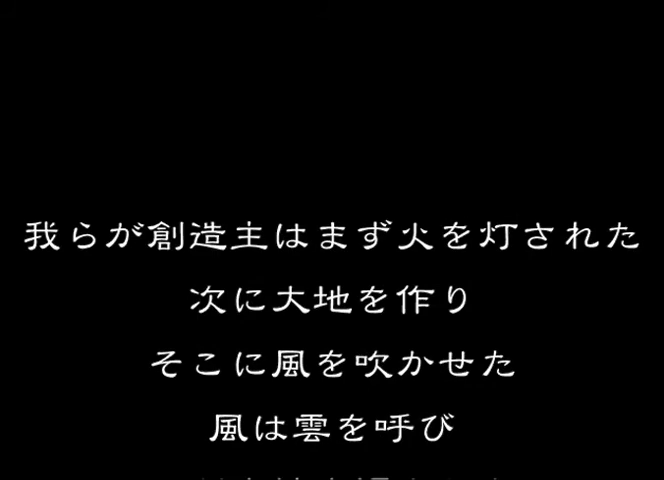 我らが創造主はまず火を灯された
次に大地を作り
そこに風を吹かせた
風は雲を呼び